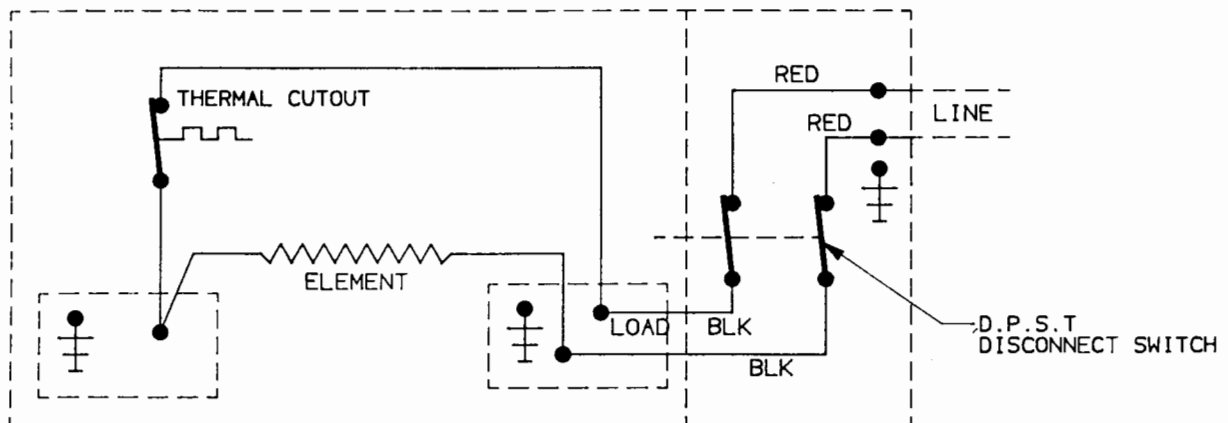 RED
THERMAL CUTOUT
LINE
RED
ELEMENT
LOAD
BLK
D.P.S.T
DISCONNECT SWITCH
BLK